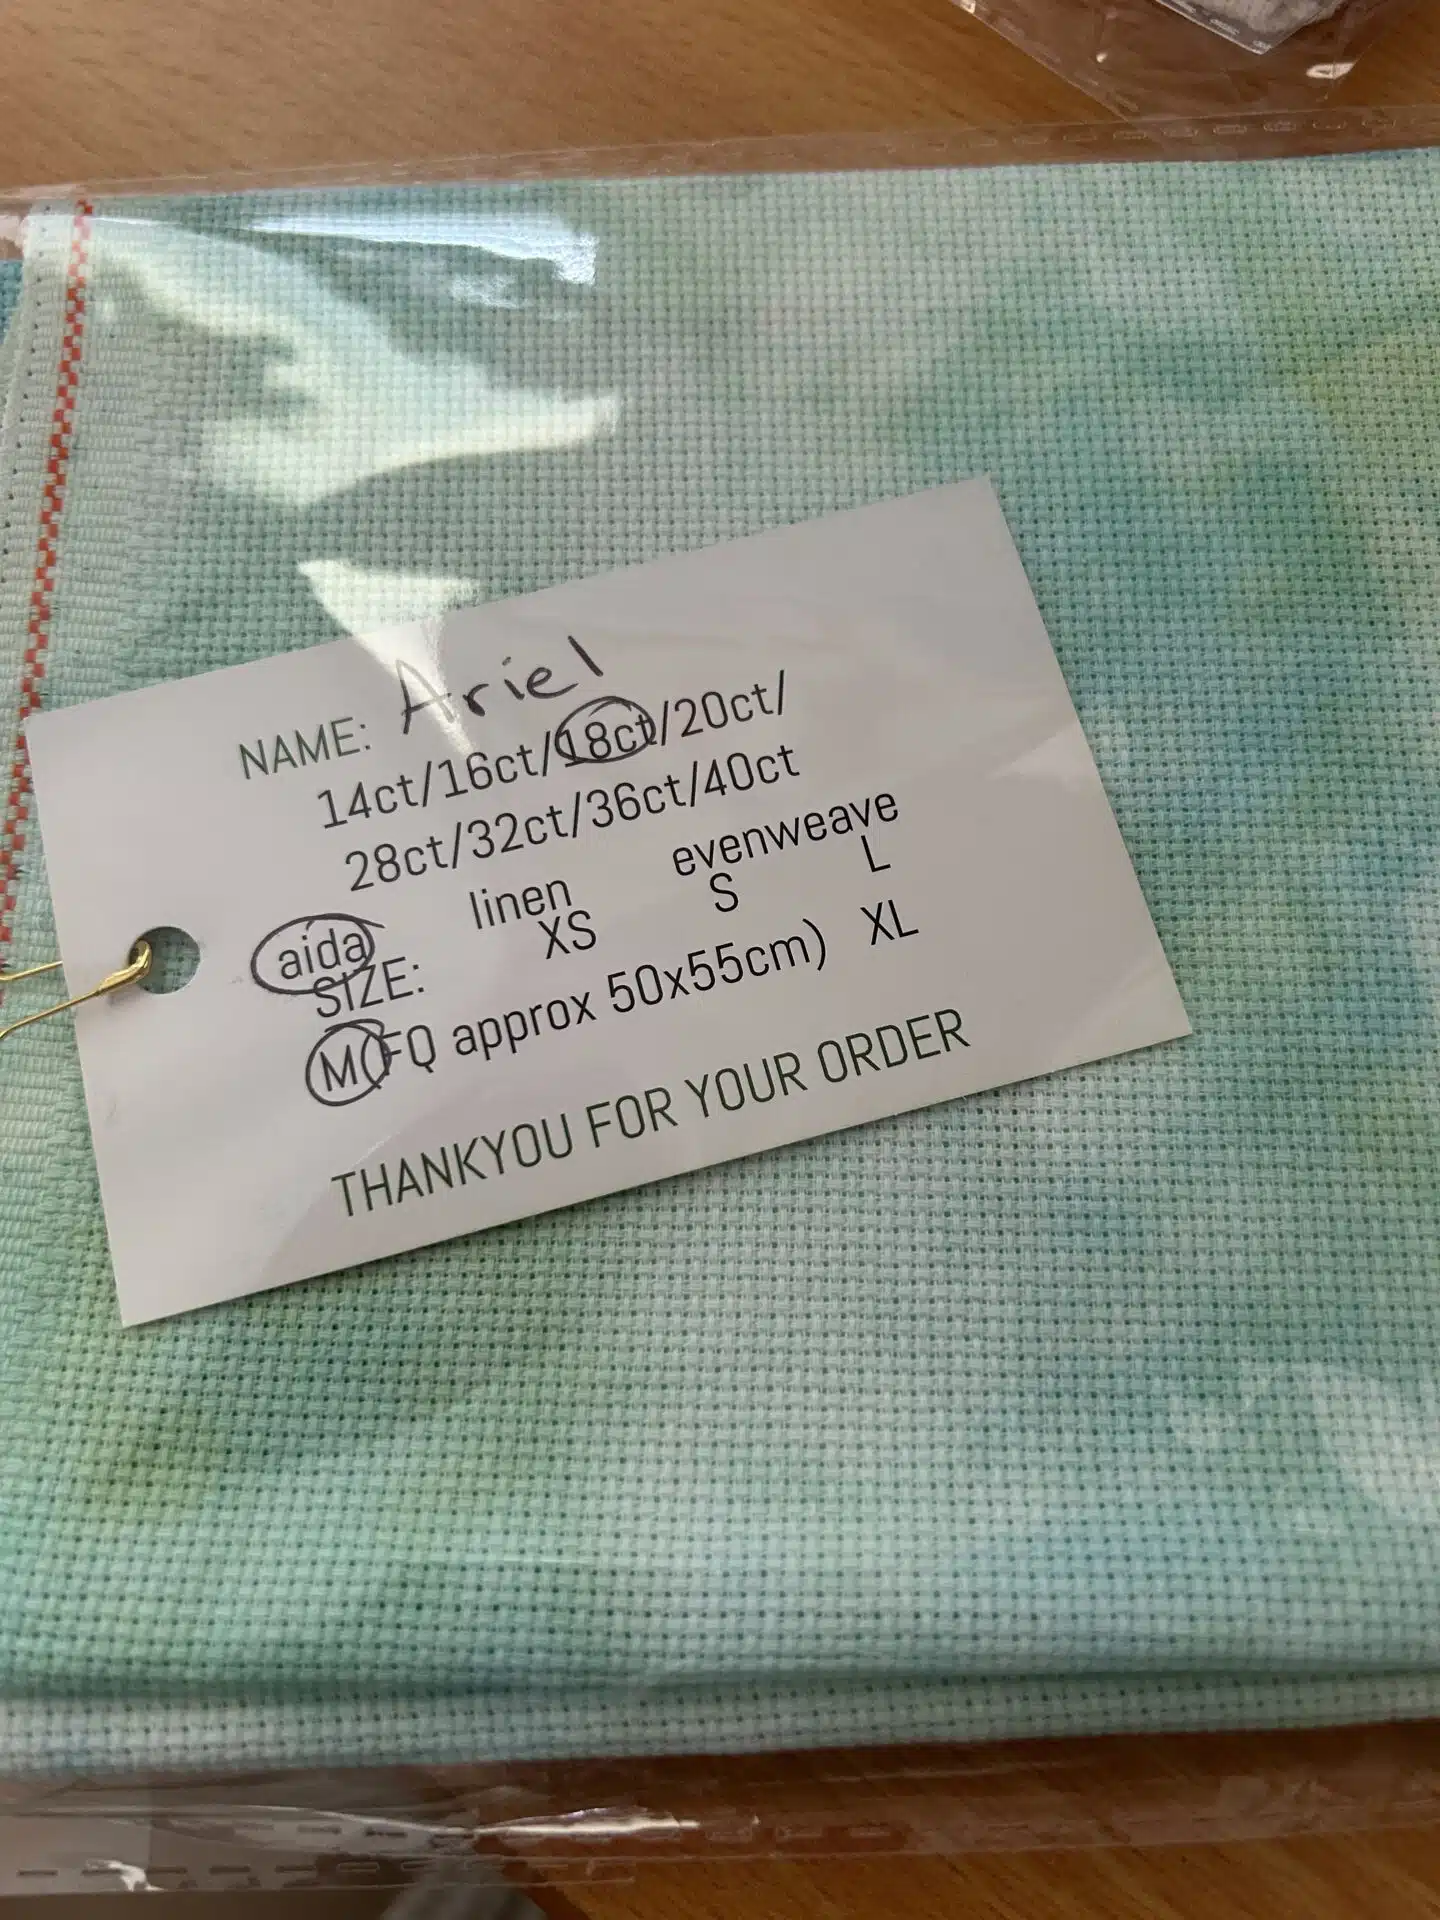 NAME: Ariel
14ct/16ct/18ct/20ct/
28ct/32ct/36ct/40ct
aida linen evenweave
SIZE: XS S L
M(FQ approx 50x55cm) XL
THANKYOU FOR YOUR ORDER